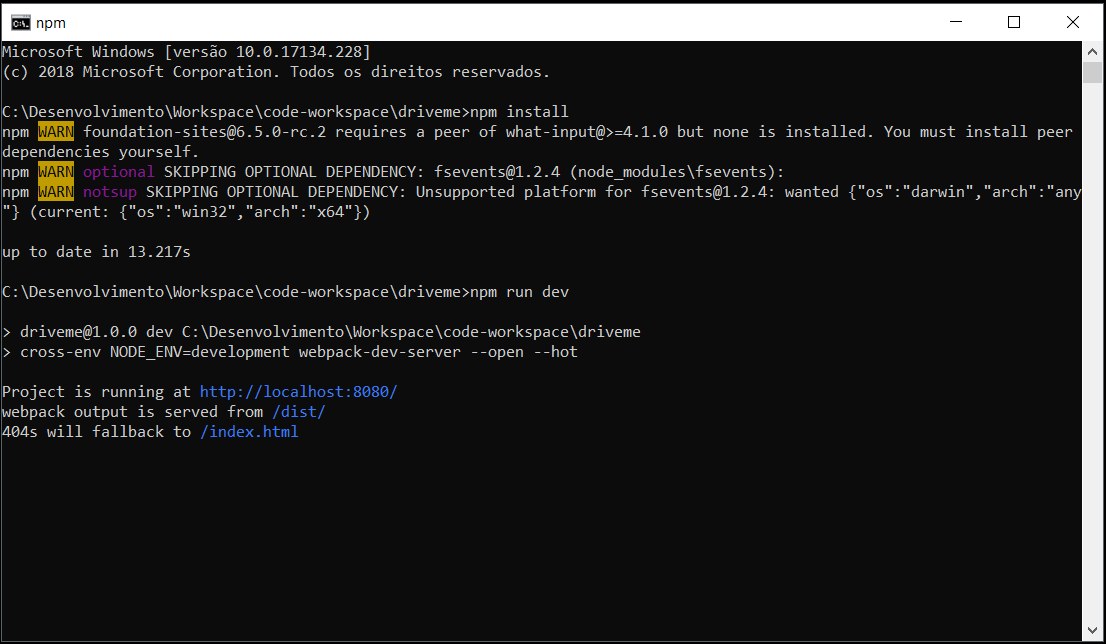 npm
Microsoft Windows [versão 10.0.17134.228]
(c) 2018 Microsoft Corporation. Todos os direitos reservados.
C:\Desenvolvimento\Workspace\code-workspace\driveme>npm install
npm WARN foundation-sites@6.5.0-rc.2 requires a peer of what-input@>=4.1.0 but none is installed. You must install peer
dependencies yourself.
npm WARN optional SKIPPING OPTIONAL DEPENDENCY: fsevents@1.2.4 (node_modules\fsevents):
npm WARN notsup SKIPPING OPTIONAL DEPENDENCY: Unsupported platform for fsevents@1.2.4: wanted {"os":"darwin","arch":"any
"} (current: {"os":"win32","arch":"x64"})
up to date in 13.217s
C:\Desenvolvimento\Workspace\code-workspace\driveme>npm run dev
> driveme@1.0.0 dev C:\Desenvolvimento\Workspace\code-workspace\driveme
> cross-env NODE_ENV=development webpack-dev-server --open --hot
Project is running at http://localhost:8080/
webpack output is served from /dist/
404s will fallback to /index.html